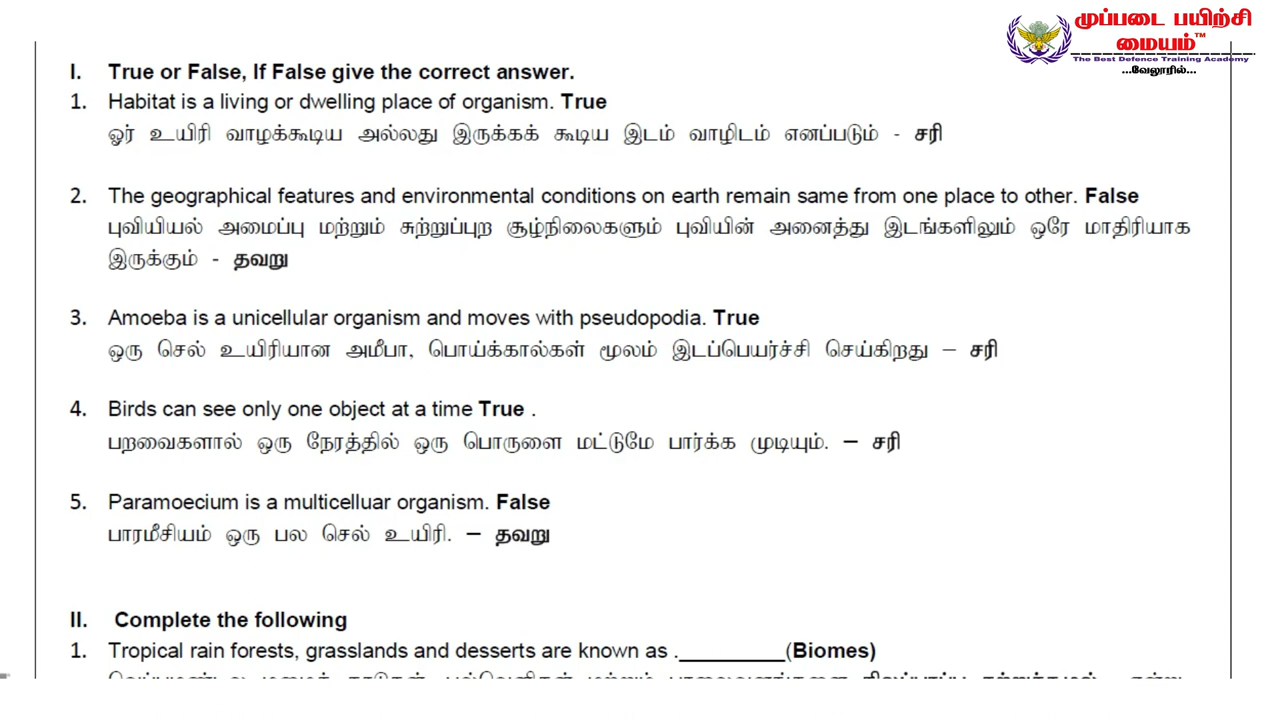 முப்படை பயிற்சி
மையம்™
The Best Defence Training Academy
...வேலூரில்...
I. True or False, If False give the correct answer.
1. Habitat is a living or dwelling place of organism. True
ஓர் உயிரி வாழக்கூடிய அல்லது இருக்கக் கூடிய இடம் வாழிடம் எனப்படும் - சரி
2. The geographical features and environmental conditions on earth remain same from one place to other. False
புவியியல் அமைப்பு மற்றும் சுற்றுப்புற சூழ்நிலைகளும் புவியின் அனைத்து இடங்களிலும் ஒரே மாதிரியாக
இருக்கும் - தவறு
3. Amoeba is a unicellular organism and moves with pseudopodia. True
ஒரு செல் உயிரியான அமீபா, பொய்க்கால்கள் மூலம் இடப்பெயர்ச்சி செய்கிறது – சரி
4. Birds can see only one object at a time True .
பறவைகளால் ஒரு நேரத்தில் ஒரு பொருளை மட்டுமே பார்க்க முடியும். – சரி
5. Paramoecium is a multicelluar organism. False
பாரமீசியம் ஒரு பல செல் உயிரி. – தவறு
II. Complete the following
1. Tropical rain forests, grasslands and desserts are known as ._________(Biomes)